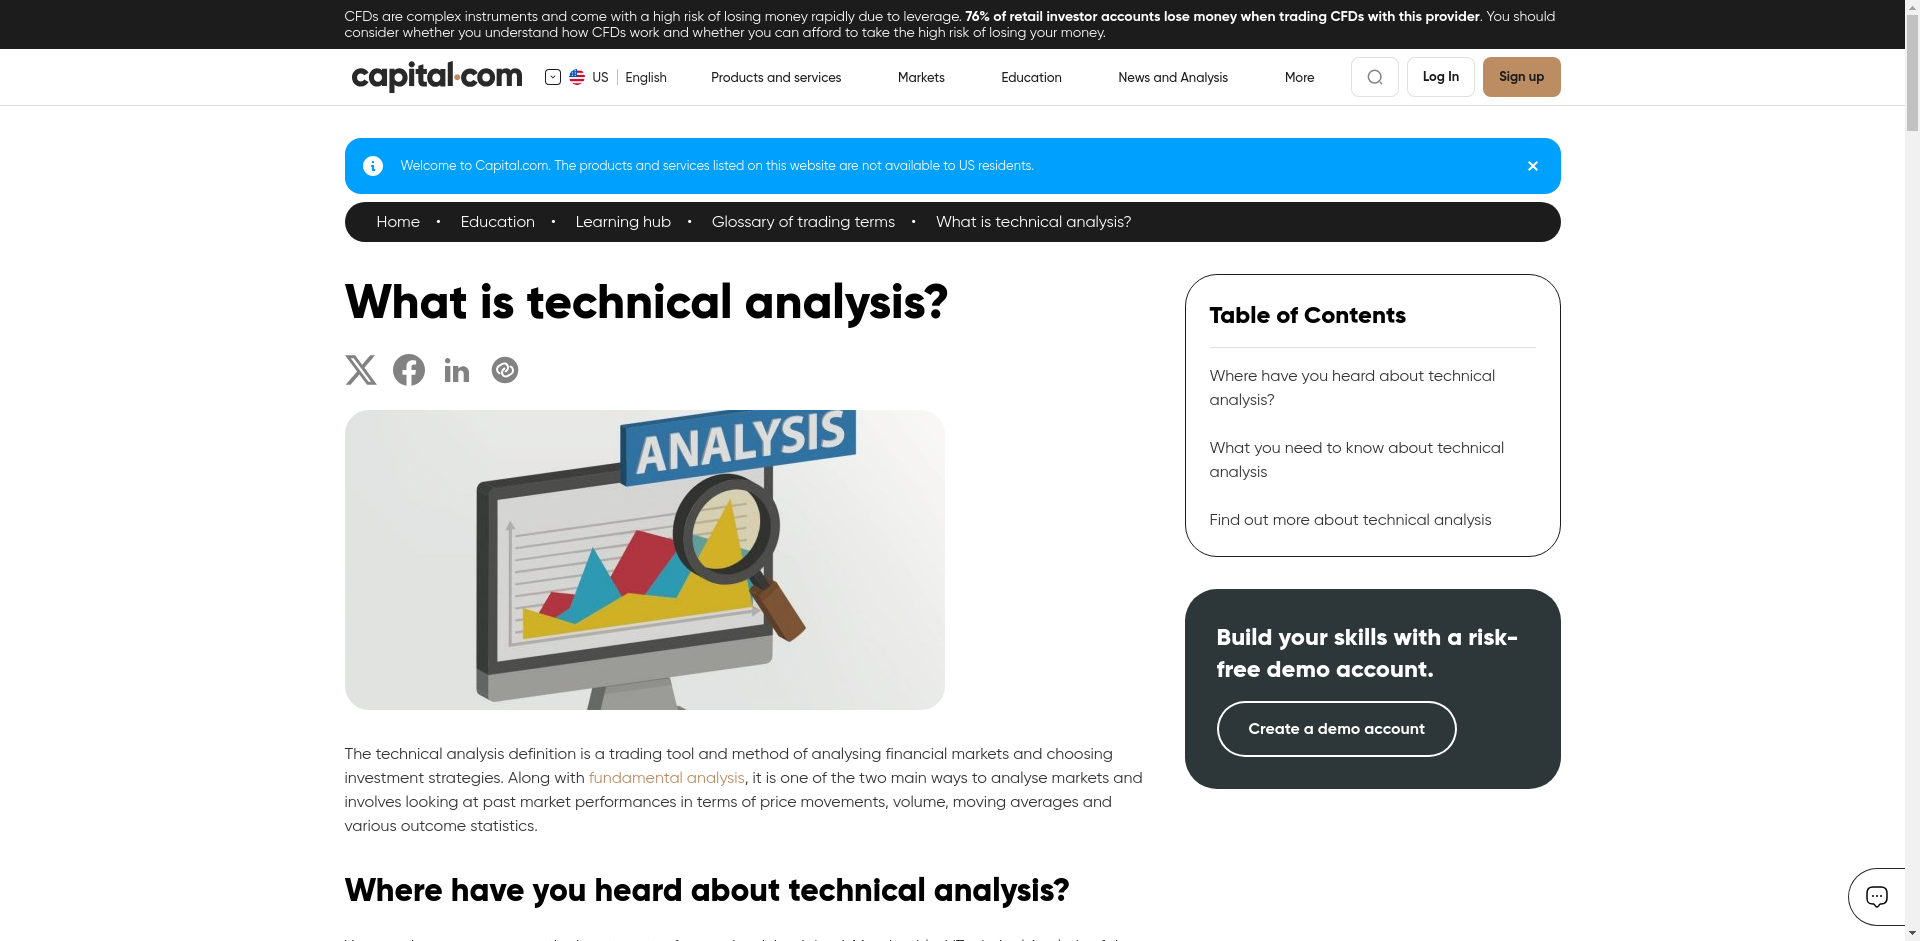 CFDs are complex instruments and come with a high risk of losing money rapidly due to leverage. 76% of retail investor accounts lose money when trading CFDs with this provider. You should
consider whether you understand how CFDs work and whether you can afford to take the high risk of losing your money.
capital.com
US
English
Products and services
Markets
Education
News and Analysis
More
Log In
Sign up
Welcome to Capital.com. The products and services listed on this website are not available to US residents.
Home • Education • Learning hub • Glossary of trading terms • What is technical analysis?
What is technical analysis?
ANALYSIS
The technical analysis definition is a trading tool and method of analysing financial markets and choosing
investment strategies. Along with fundamental analysis, it is one of the two main ways to analyse markets and
involves looking at past market performances in terms of price movements, volume, moving averages and
various outcome statistics.
Where have you heard about technical analysis?
Table of Contents
Where have you heard about technical
analysis?
What you need to know about technical
analysis
Find out more about technical analysis
Build your skills with a risk-
free demo account.
Create a demo account